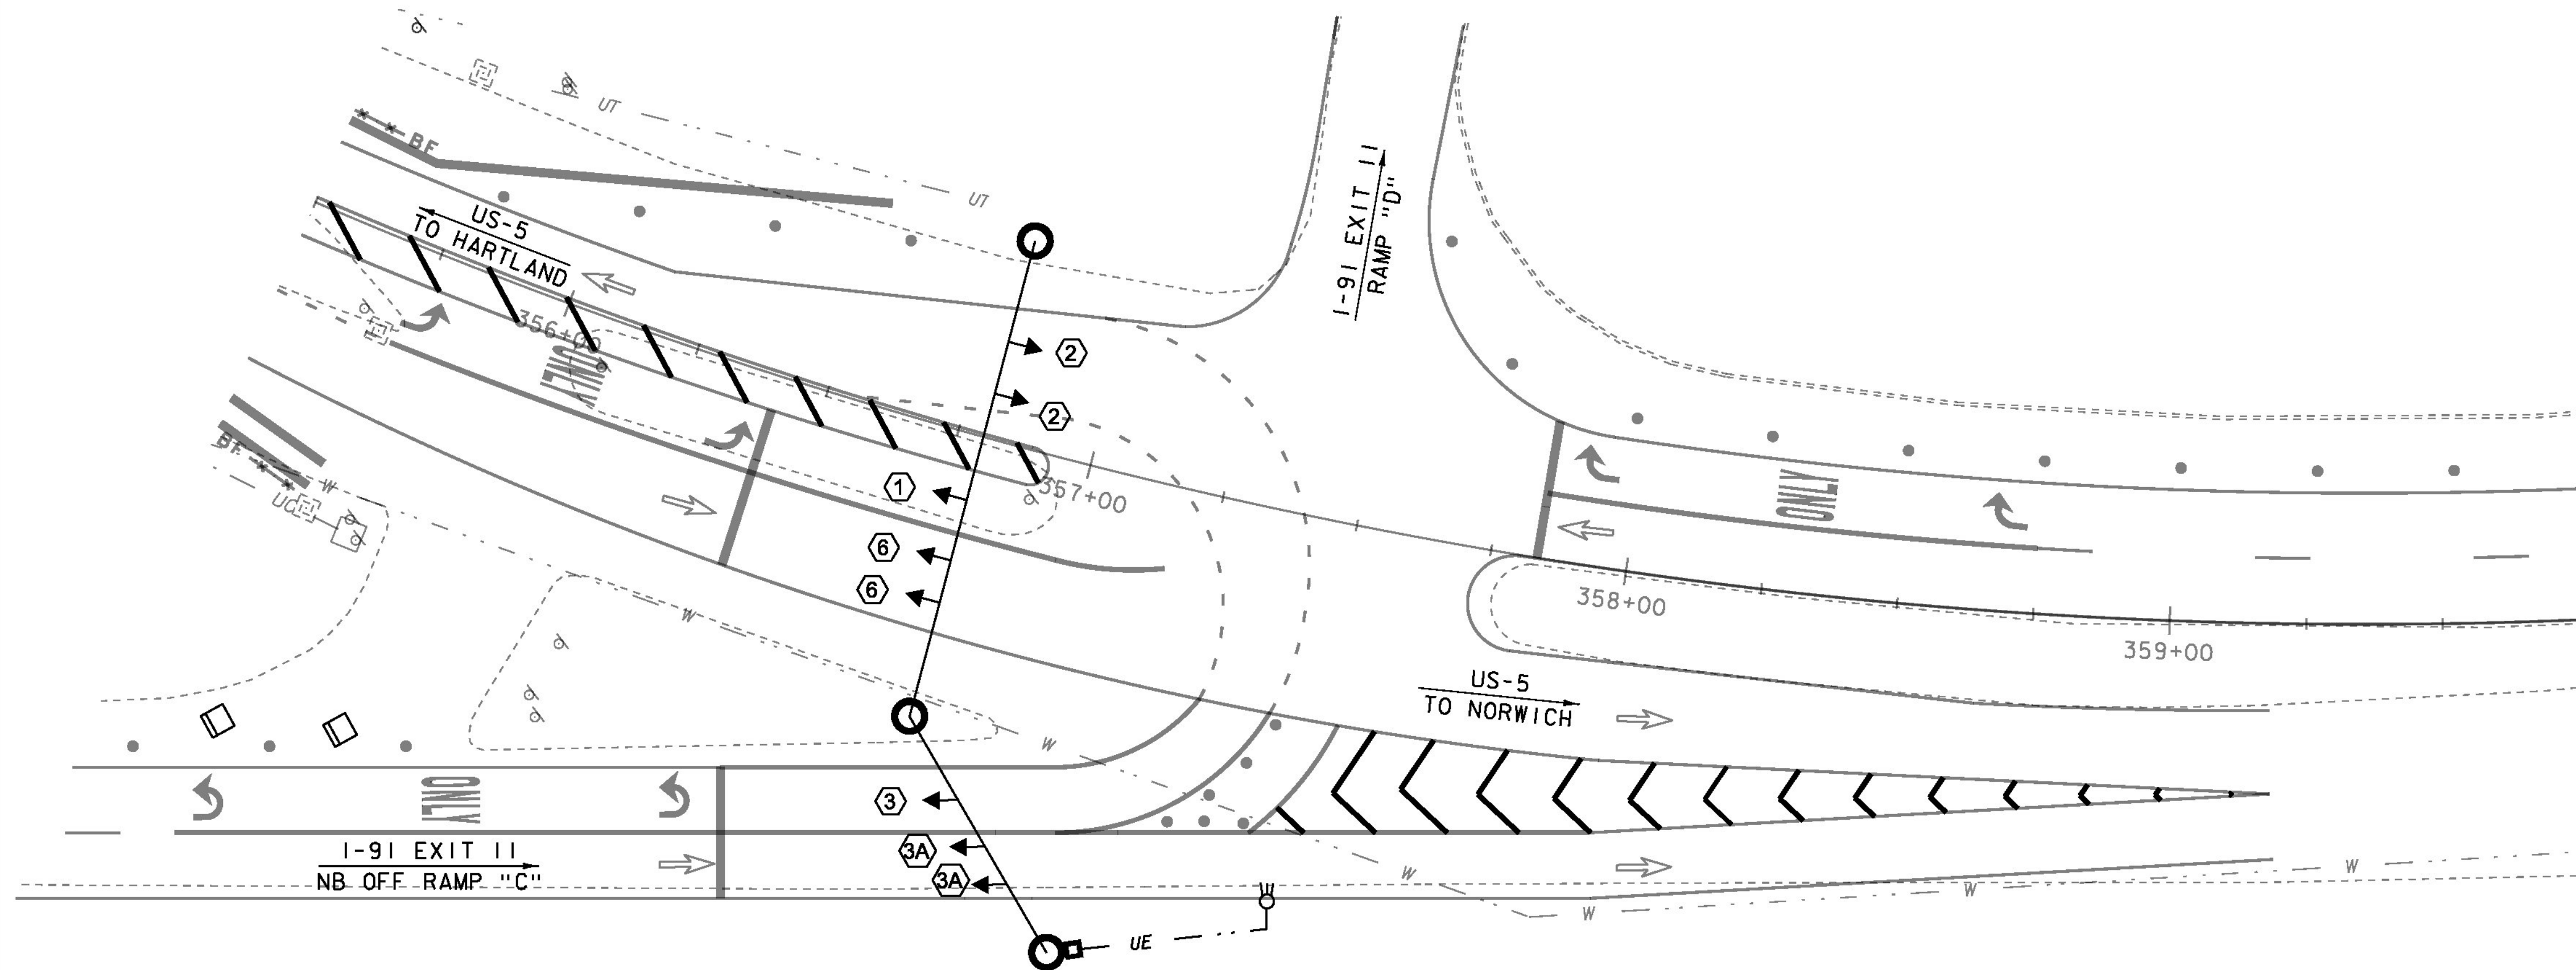 UT
UT
BF
US-5
TO HARTLAND
I-91 EXIT 11
RAMP "D"
2
2
356+00
ONLY
1
357+00
ONLY
6
6
358+00
359+00
BF
W
UG
W
US-5
TO NORWICH
W
ONLY
3
3A
3A
I-91 EXIT 11
NB OFF RAMP "C"
W
W
W
W
UE